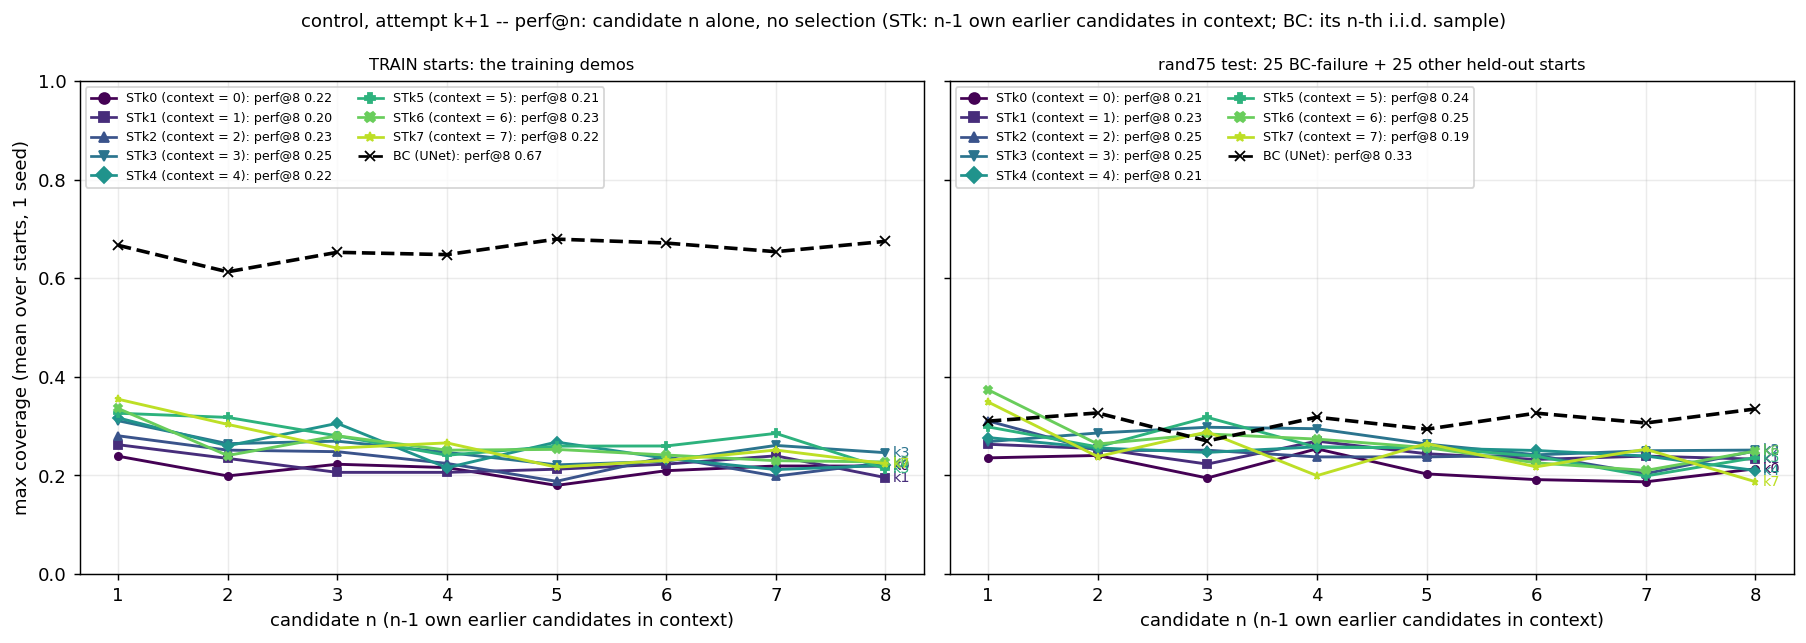 control, attempt k+1 -- perf@n: candidate n alone, no selection (STk: n-1 own earlier candidates in context; BC: its n-th i.i.d. sample)
TRAIN starts: the training demos
max coverage (mean over starts, 1 seed)
1.0
0.8
0.6
0.4
0.2
0.0
STk0 (context = 0): perf@8 0.22
STk1 (context = 1): perf@8 0.20
STk2 (context = 2): perf@8 0.23
STk3 (context = 3): perf@8 0.25
STk4 (context = 4): perf@8 0.22
STk5 (context = 5): perf@8 0.21
STk6 (context = 6): perf@8 0.23
STk7 (context = 7): perf@8 0.22
BC (UNet): perf@8 0.67
k3
k1
1 2 3 4 5 6 7 8
candidate n (n-1 own earlier candidates in context)
rand75 test: 25 BC-failure + 25 other held-out starts
STk0 (context = 0): perf@8 0.21
STk1 (context = 1): perf@8 0.23
STk2 (context = 2): perf@8 0.25
STk3 (context = 3): perf@8 0.25
STk4 (context = 4): perf@8 0.21
STk5 (context = 5): perf@8 0.24
STk6 (context = 6): perf@8 0.25
STk7 (context = 7): perf@8 0.19
BC (UNet): perf@8 0.33
k7
1 2 3 4 5 6 7 8
candidate n (n-1 own earlier candidates in context)